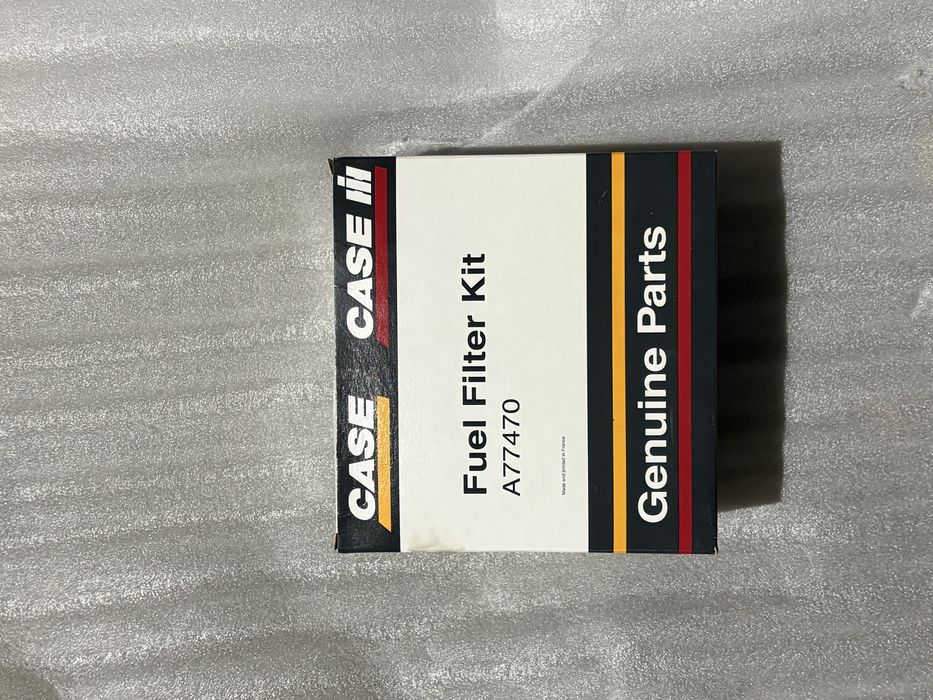 CASE CASE IH
Fuel Filter Kit
A77470
Made and printed in France
Genuine Parts